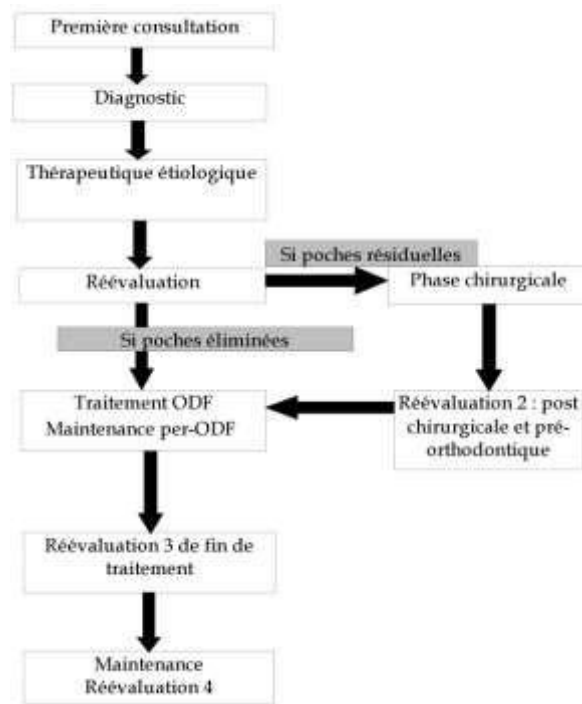 Première consultation
Diagnostic
Thérapeutique étiologique
Si poches résiduelles
Réévaluation
Phase chirurgicale
Si poches éliminées
Traitement ODF
Maintenance per-ODF
Réévaluation 2 : post
chirurgicale et pré-
orthodontique
Réévaluation 3 de fin de
traitement
Maintenance
Réévaluation 4